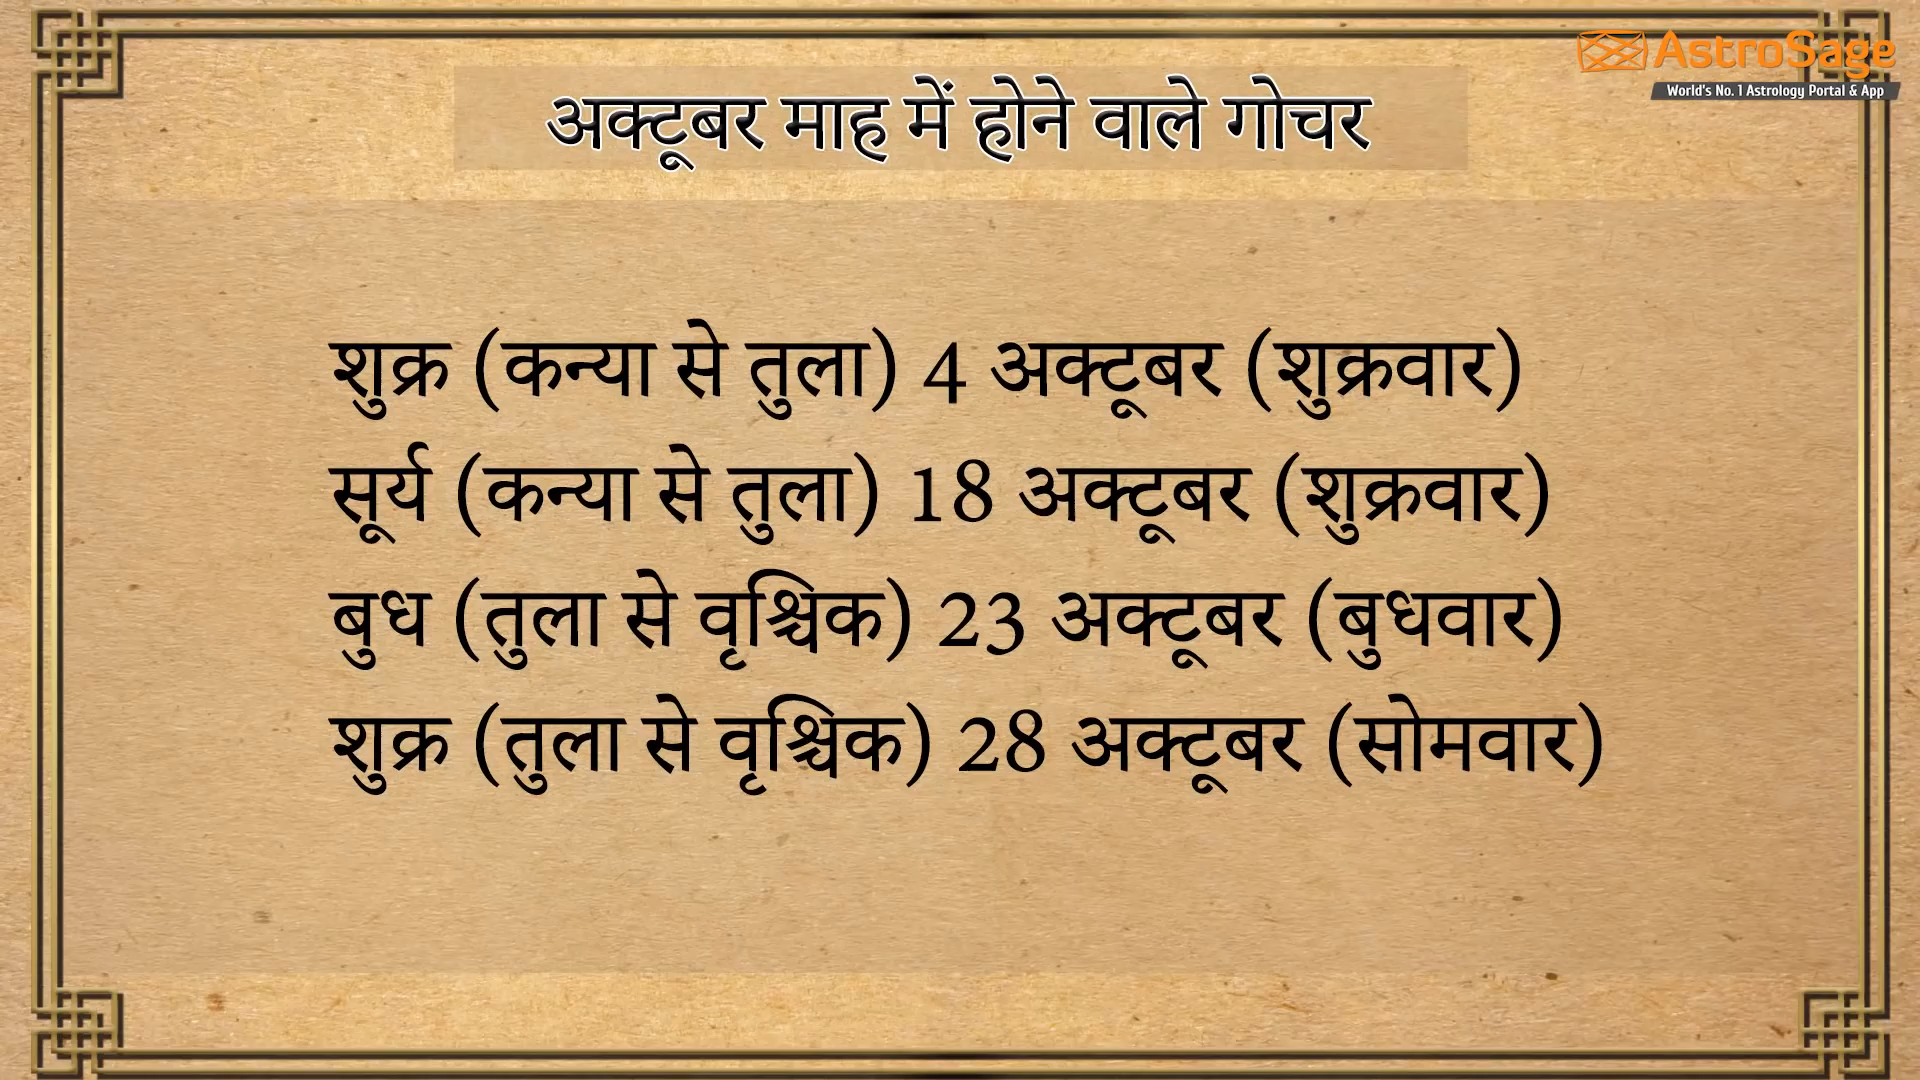 AstroSage
World's No. 1 Astrology Portal & App
अक्टूबर माह में होने वाले गोचर
शुक्र (कन्या से तुला) 4 अक्टूबर (शुक्रवार)
सूर्य (कन्या से तुला) 18 अक्टूबर (शुक्रवार)
बुध (तुला से वृश्चिक) 23 अक्टूबर (बुधवार)
शुक्र (तुला से वृश्चिक) 28 अक्टूबर (सोमवार)